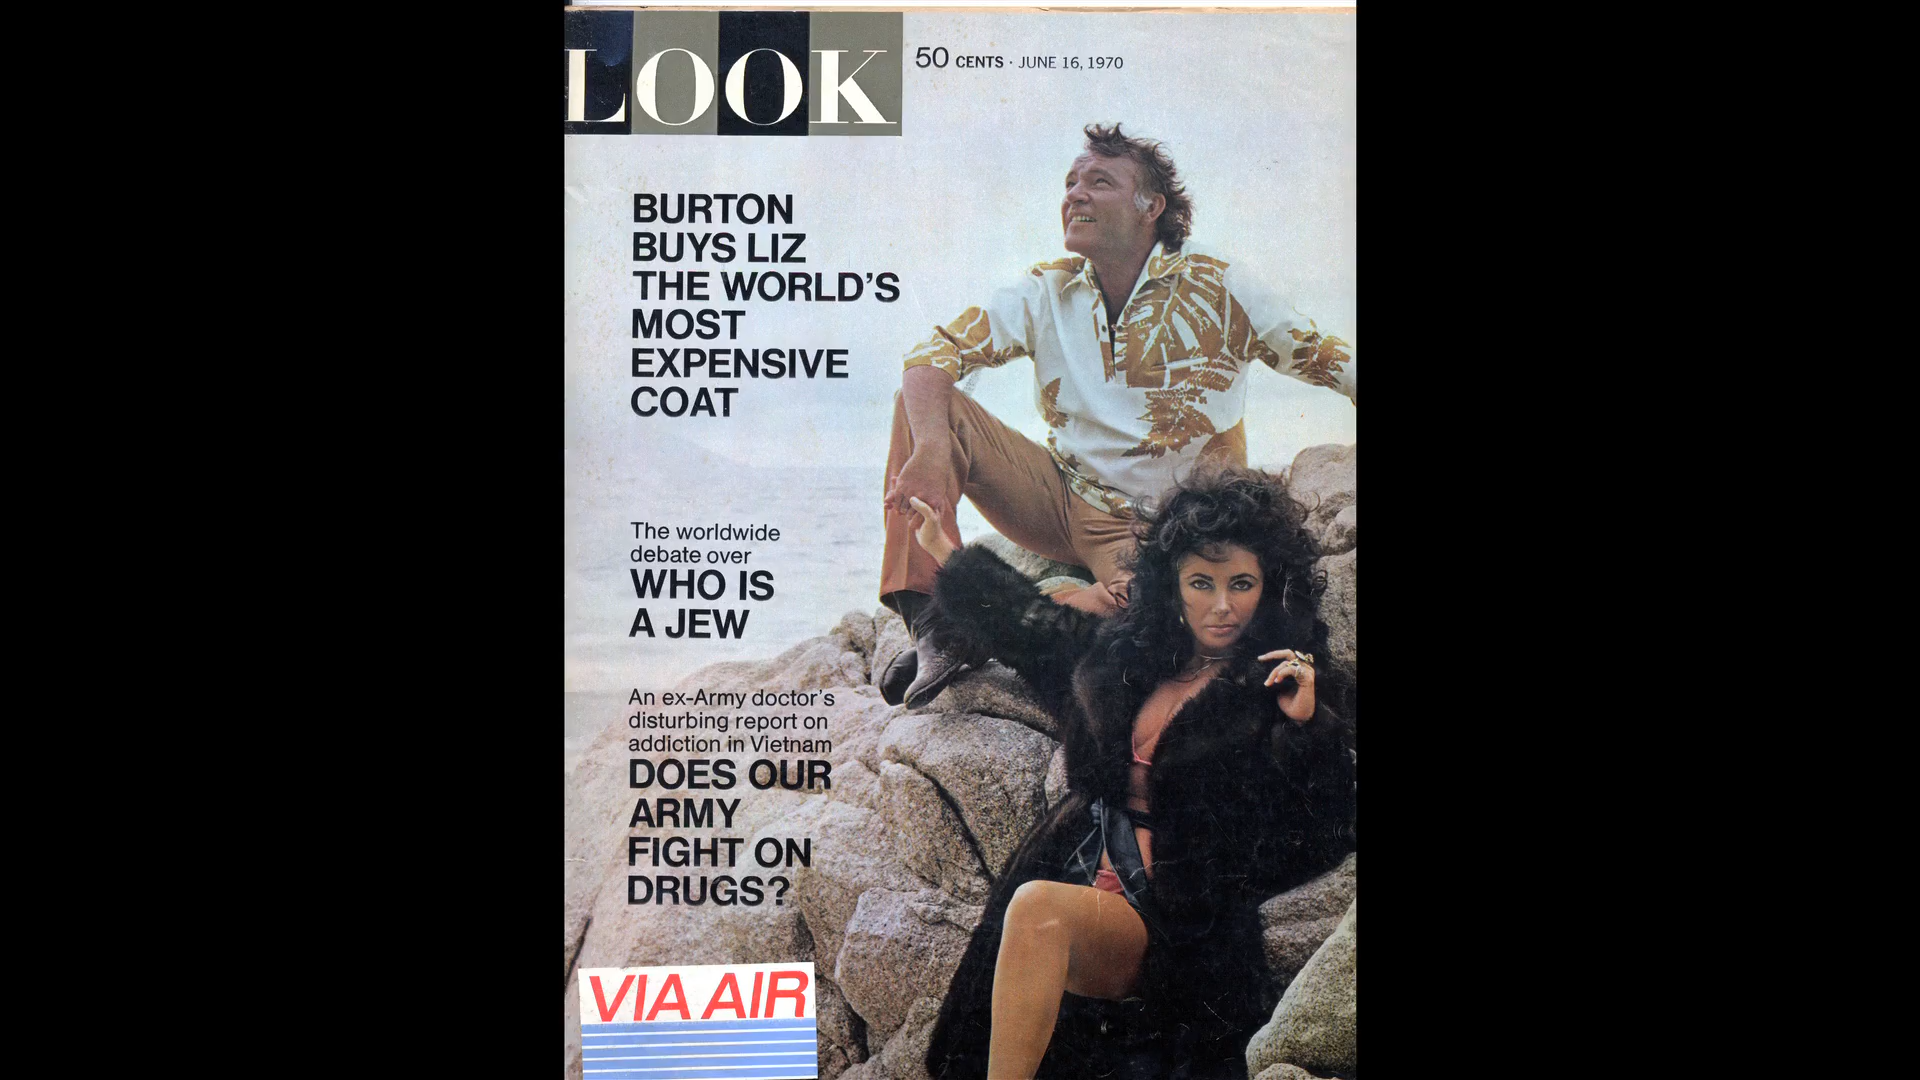 LOOK
50 CENTS · JUNE 16, 1970
BURTON
BUYS LIZ
THE WORLD’S
MOST
EXPENSIVE
COAT
The worldwide
debate over
WHO IS
A JEW
An ex-Army doctor’s
disturbing report on
addiction in Vietnam
DOES OUR
ARMY
FIGHT ON
DRUGS?
VIA AIR